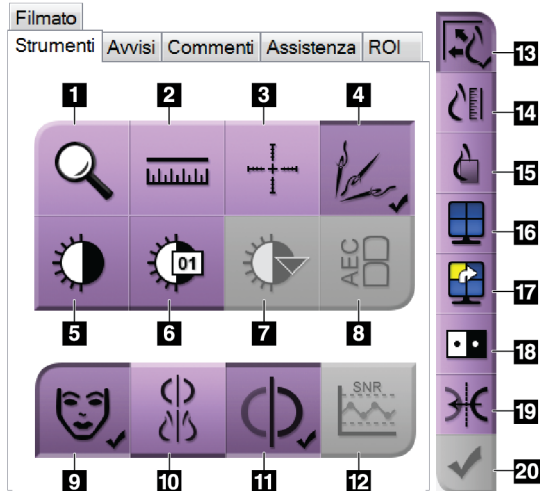 Filmato
Strumenti Avvisi Commenti Assistenza ROI
1 2 3 4
01
AEC
5 6 7 8
SNR
9 10 11 12
13
14
15
16
17
18
19
20